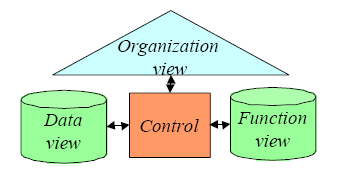 Organization
view
Data
view
Control
Function
view